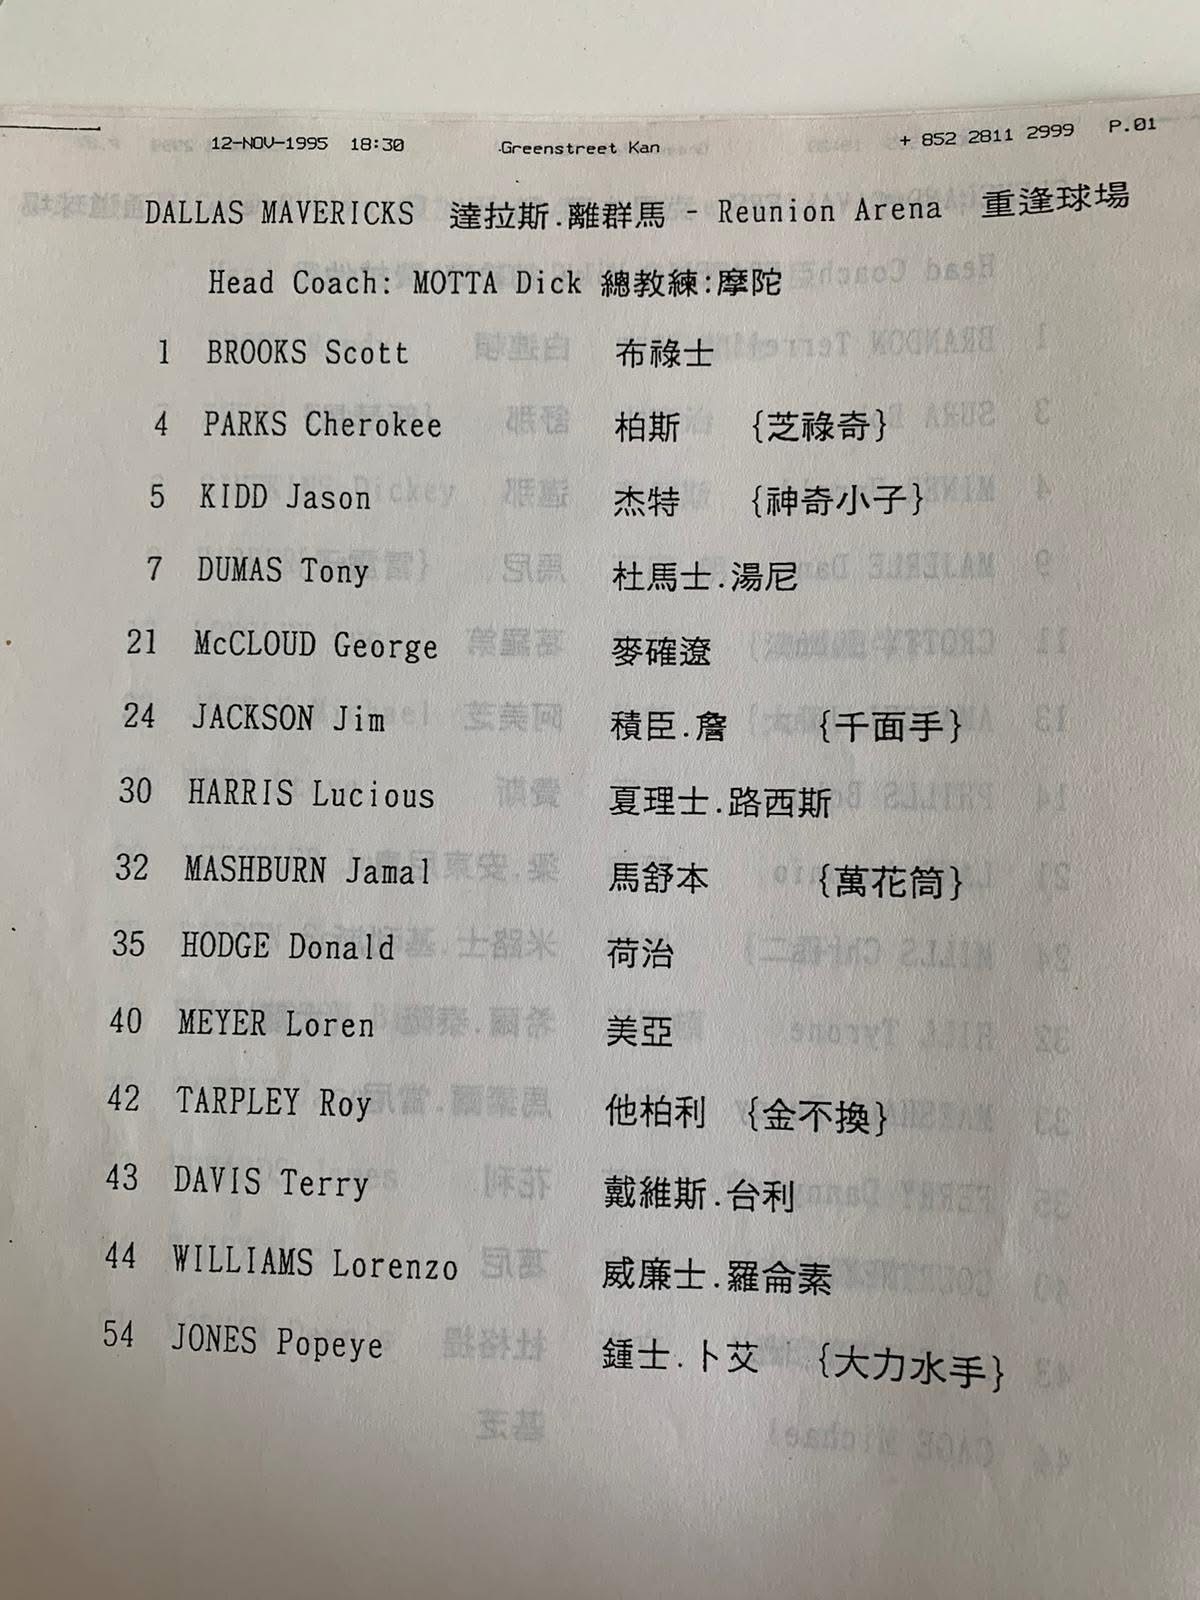 12-NOV-1995 18:30 Greenstreet Kan + 852 2811 2999 P.01
DALLAS MAVERICKS 達拉斯.離群馬 - Reunion Arena 重逢球場
Head Coach: MOTTA Dick 總教練:摩陀
1 BROOKS Scott 布祿士
4 PARKS Cherokee 柏斯 {芝祿奇}
5 KIDD Jason 杰特 {神奇小子}
7 DUMAS Tony 杜馬士.湯尼
21 McCLOUD George 麥確遼
24 JACKSON Jim 積臣.詹 {千面手}
30 HARRIS Lucious 夏理士.路西斯
32 MASHBURN Jamal 馬舒本 {萬花筒}
35 HODGE Donald 荷治
40 MEYER Loren 美亞
42 TARPLEY Roy 他柏利 {金不換}
43 DAVIS Terry 戴維斯.台利
44 WILLIAMS Lorenzo 威廉士.羅侖素
54 JONES Popeye 鍾士.卜艾 {大力水手}